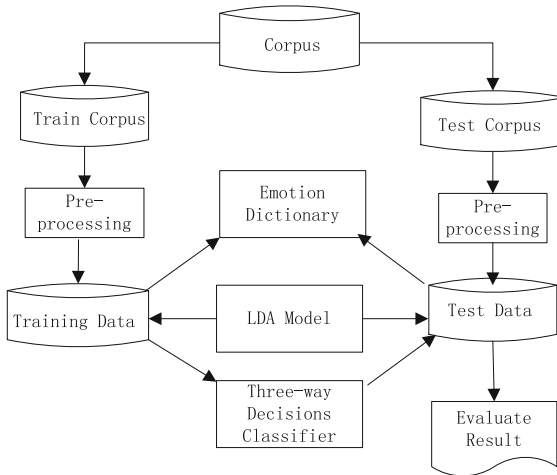 Corpus
Train Corpus
Test Corpus
Pre-
processing
Emotion
Dictionary
Pre-
processing
Training Data
LDA Model
Test Data
Three-way
Decisions
Classifier
Evaluate
Result